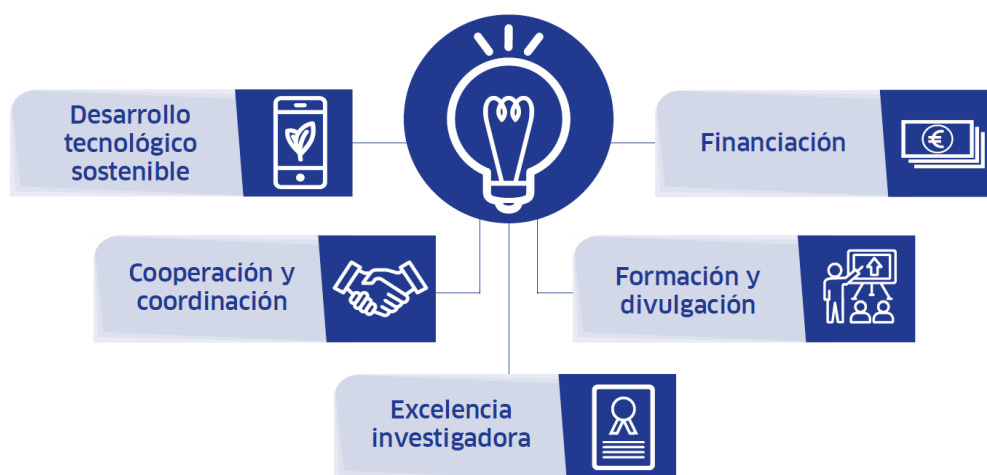 Desarrollo
tecnológico
sostenible
Financiación
€
Cooperación y
coordinación
Formación y
divulgación
Excelencia
investigadora